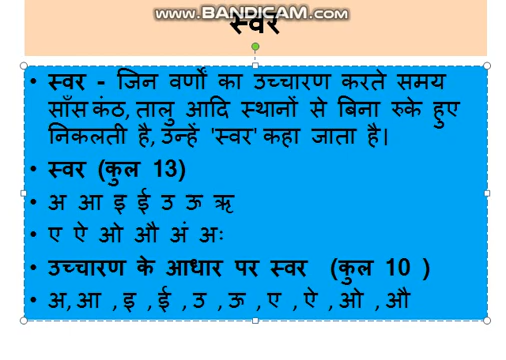 www.BANDICAM.com
स्वर
• स्वर - जिन वर्णों का उच्चारण करते समय
साँस कंठ, तालु आदि स्थानों से बिना रुके हुए
निकलती है, उन्हें 'स्वर' कहा जाता है।
• स्वर (कुल 13)
• अ आ इ ई उ ऊ ऋ
• ए ऐ ओ औ अं अः
• उच्चारण के आधार पर स्वर (कुल 10 )
• अ, आ , इ , ई , उ , ऊ , ए , ऐ , ओ , औ